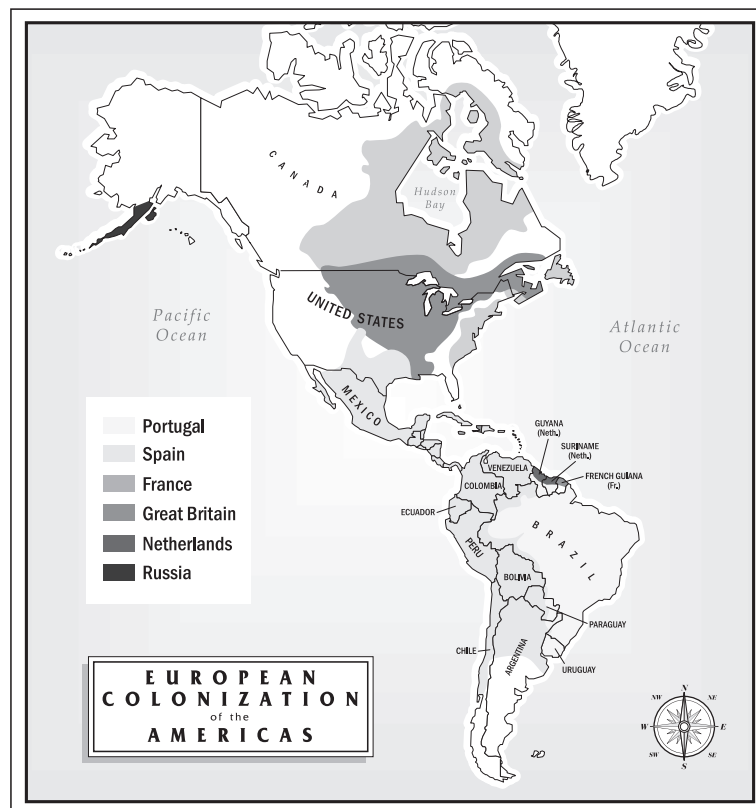 CANADA
Hudson
Bay
UNITED STATES
Pacific
Ocean
Atlantic
Ocean
MEXICO
Portugal
Spain
France
Great Britain
Netherlands
Russia
GUYANA
(Neth.)
SURINAME
(Neth.)
FRENCH GUIANA
(Fr.)
VENEZUELA
COLOMBIA
ECUADOR
PERU
BRAZIL
BOLIVIA
PARAGUAY
CHILE
ARGENTINA
URUGUAY
EUROPEAN
COLONIZATION
of the
AMERICAS
N
NW
NE
W
E
SW
SE
S